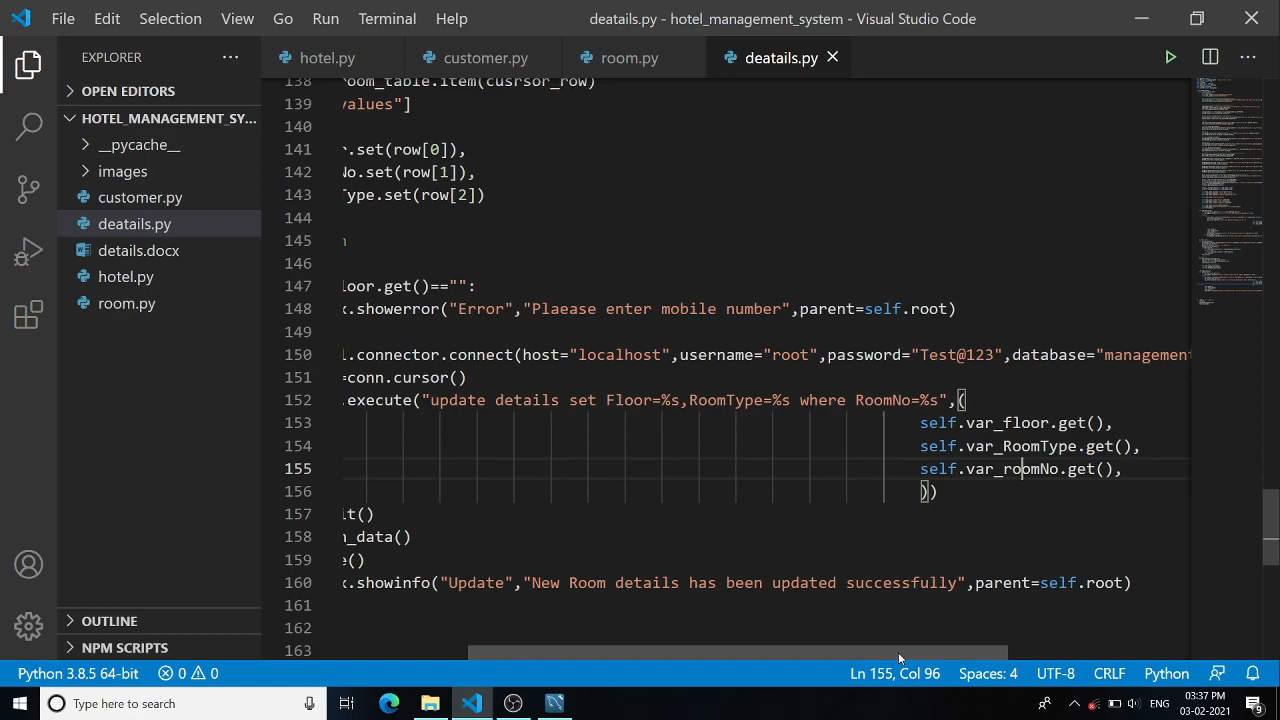 File Edit Selection View Go Run Terminal Help deatails.py - hotel_management_system - Visual Studio Code
EXPLORER
hotel.py customer.py room.py deatails.py
OPEN EDITORS
HOTEL_MANAGEMENT_SY...
__pycache__
images
customer.py
deatails.py
details.docx
hotel.py
room.py
OUTLINE
NPM SCRIPTS
138 room_table.item(cusrsor_row)
139 values"]
140
141 r.set(row[0]),
142 No.set(row[1]),
143 Type.set(row[2])
144
145 n
146
147 loor.get()=="":
148 x.showerror("Error","Plaease enter mobile number",parent=self.root)
149
150 l.connector.connect(host="localhost",username="root",password="Test@123",database="management
151 =conn.cursor()
152 .execute("update details set Floor=%s,RoomType=%s where RoomNo=%s",(
153 self.var_floor.get(),
154 self.var_RoomType.get(),
155 self.var_roomNo.get(),
156 ))
157 it()
158 h_data()
159 e()
160 x.showinfo("Update","New Room details has been updated successfully",parent=self.root)
161
162
163
Python 3.8.5 64-bit 0 0 Ln 155, Col 96 Spaces: 4 UTF-8 CRLF Python
Type here to search ENG 03:37 PM
03-02-2021 9